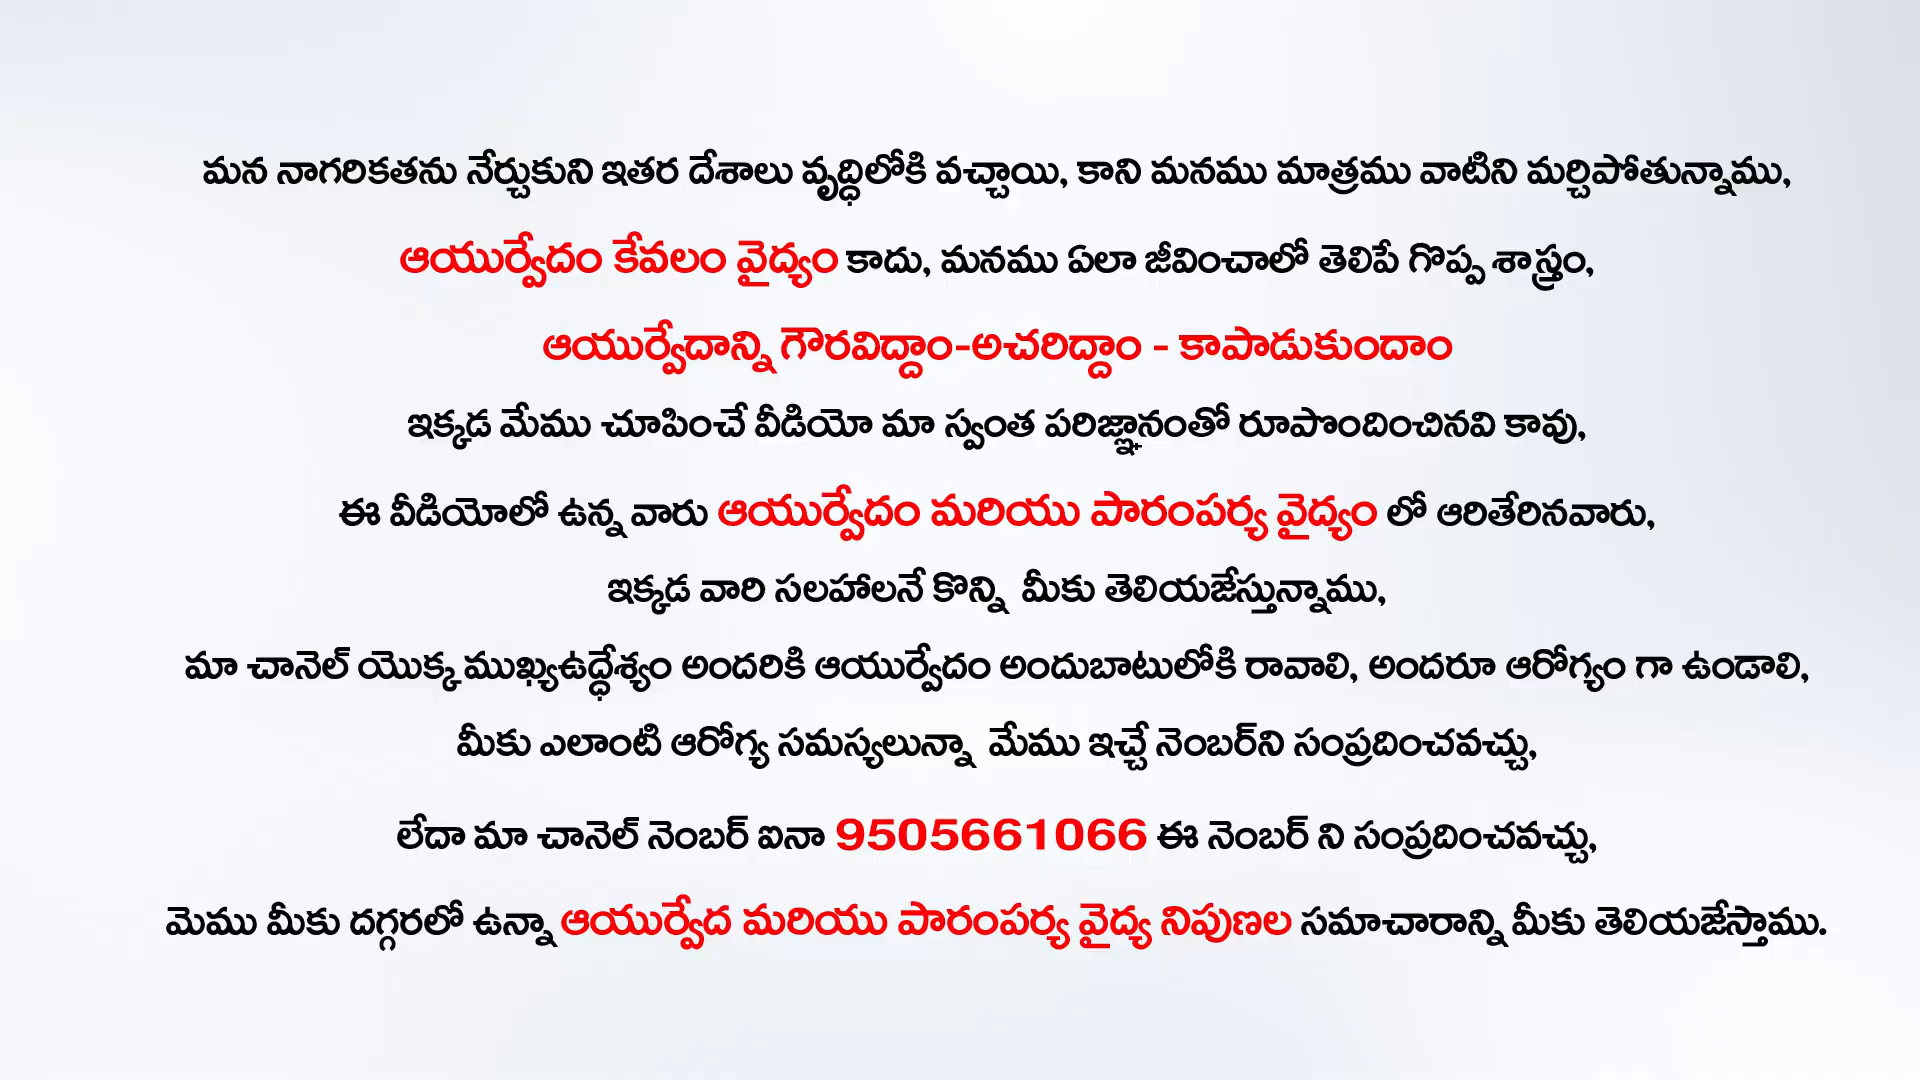 మన నాగరికతను నేర్చుకుని ఇతర దేశాలు వృద్ధిలోకి వచ్చాయి, కాని మనము మాత్రము వాటిని మర్చిపోతున్నాము,
ఆయుర్వేదం కేవలం వైద్యం కాదు, మనము ఏలా జీవించాలో తెలిపే గొప్ప శాస్త్రం,
ఆయుర్వేదాన్ని గౌరవిద్దాం-అచరిద్దాం - కాపాడుకుందాం
ఇక్కడ మేము చూపించే వీడియో మా స్వంత పరిజ్ఞానంతో రూపొందించినవి కావు,
ఈ వీడియోలో ఉన్న వారు ఆయుర్వేదం మరియు పారంపర్య వైద్యం లో ఆరితేరినవారు,
ఇక్కడ వారి సలహాలనే కొన్ని మీకు తెలియజేస్తున్నాము,
మా చానెల్ యొక్క ముఖ్యఉద్ధేశ్యం అందరికి ఆయుర్వేదం అందుబాటులోకి రావాలి, అందరూ ఆరోగ్యం గా ఉండాలి,
మీకు ఎలాంటి ఆరోగ్య సమస్యలున్నా మేము ఇచ్చే నెంబర్‌ని సంప్రదించవచ్చు,
లేదా మా చానెల్ నెంబర్ ఐనా 9505661066 ఈ నెంబర్ ని సంప్రదించవచ్చు,
మెము మీకు దగ్గరలో ఉన్నా ఆయుర్వేద మరియు పారంపర్య వైద్య నిపుణల సమాచారాన్ని మీకు తెలియజేస్తాము.